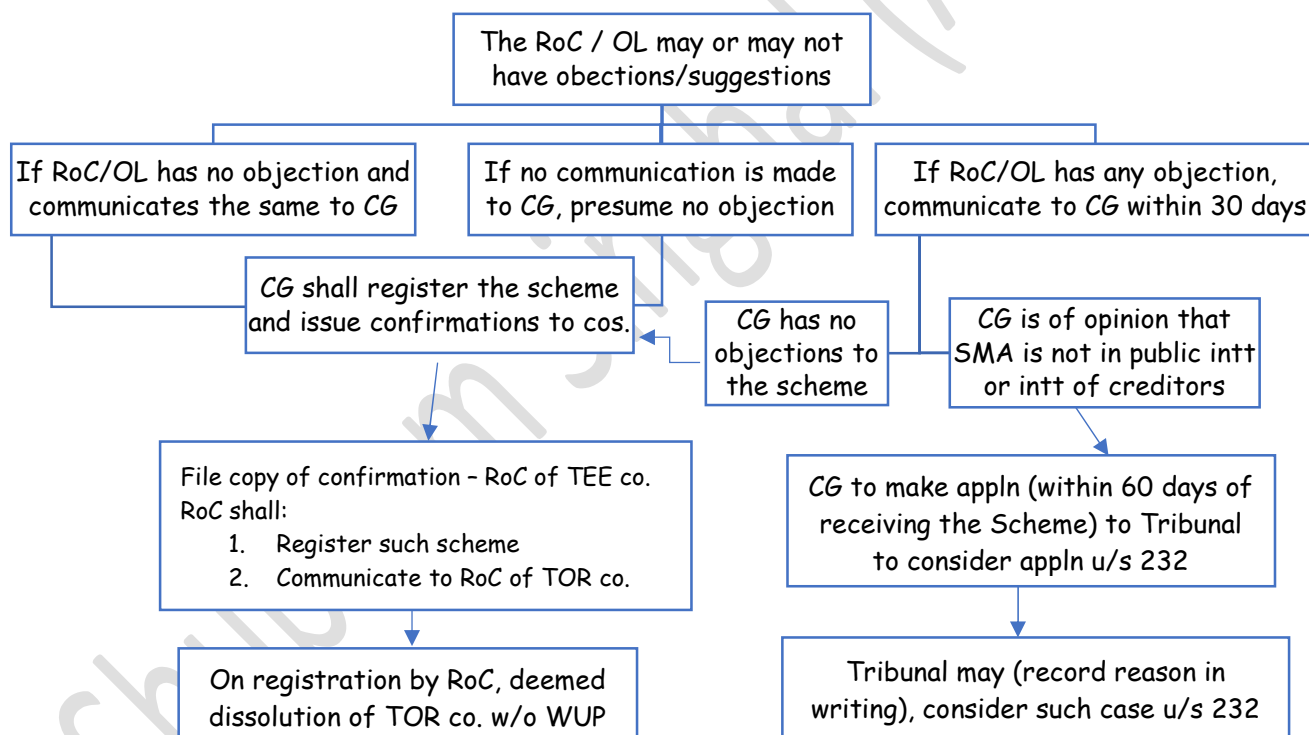 The RoC / OL may or may not
have obections/suggestions
If RoC/OL has no objection and
communicates the same to CG
If no communication is made
to CG, presume no objection
If RoC/OL has any objection,
communicate to CG within 30 days
CG shall register the scheme
and issue confirmations to cos.
CG has no
objections to
the scheme
CG is of opinion that
SMA is not in public intt
or intt of creditors
File copy of confirmation – RoC of TEE co.
RoC shall:
1. Register such scheme
2. Communicate to RoC of TOR co.
CG to make appln (within 60 days of
receiving the Scheme) to Tribunal
to consider appln u/s 232
On registration by RoC, deemed
dissolution of TOR co. w/o WUP
Tribunal may (record reason in
writing), consider such case u/s 232